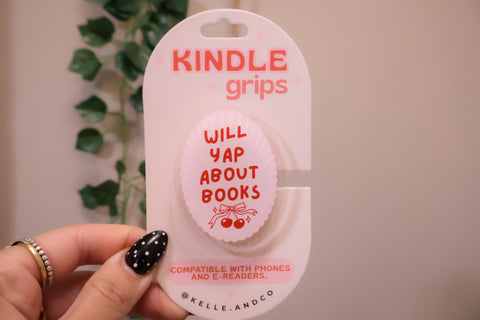 KINDLE
grips
WILL
YAP
ABOUT
BOOKS
COMPATIBLE WITH PHONES
AND E-READERS.
@KELLE.ANDCO